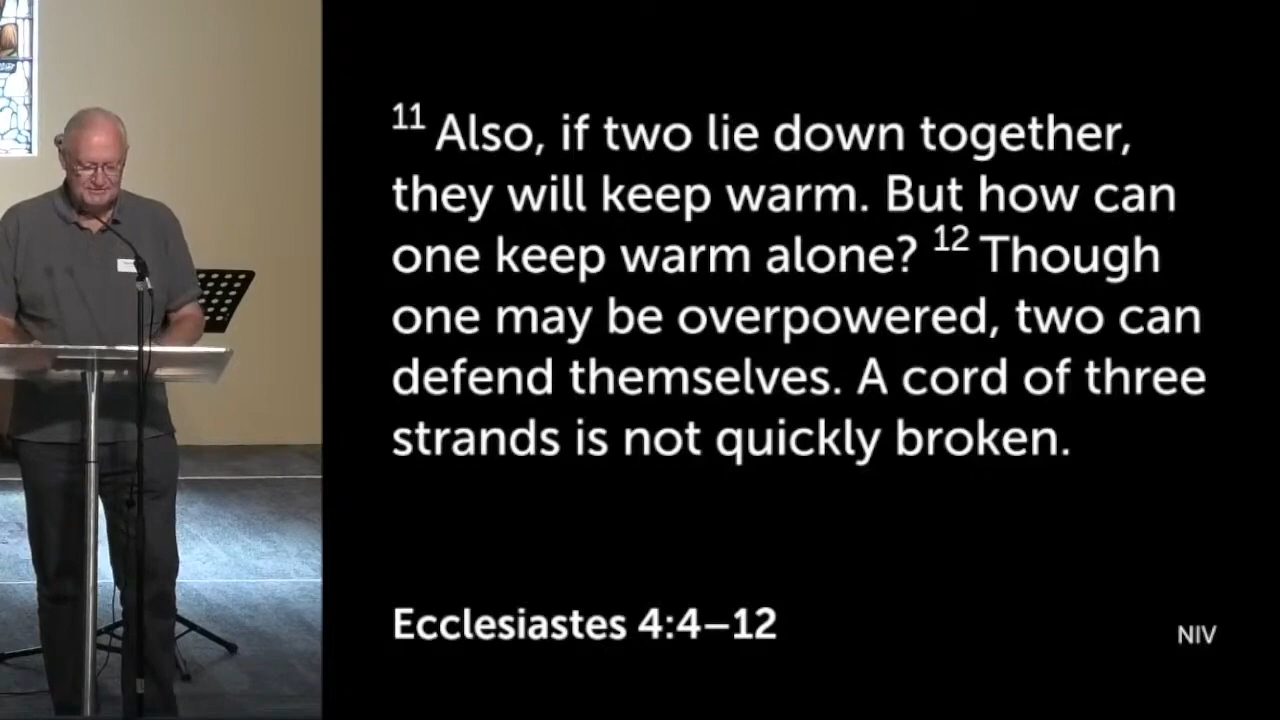 11 Also, if two lie down together,
they will keep warm. But how can
one keep warm alone? 12 Though
one may be overpowered, two can
defend themselves. A cord of three
strands is not quickly broken.
Ecclesiastes 4:4–12
NIV